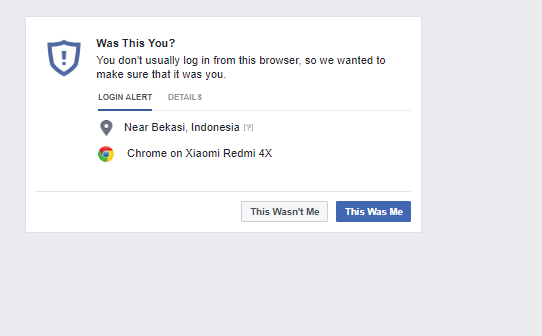 Was This You?
You don't usually log in from this browser, so we wanted to
make sure that it was you.
LOGIN ALERT DETAILS
Near Bekasi, Indonesia [?]
Chrome on Xiaomi Redmi 4X
This Wasn't Me This Was Me